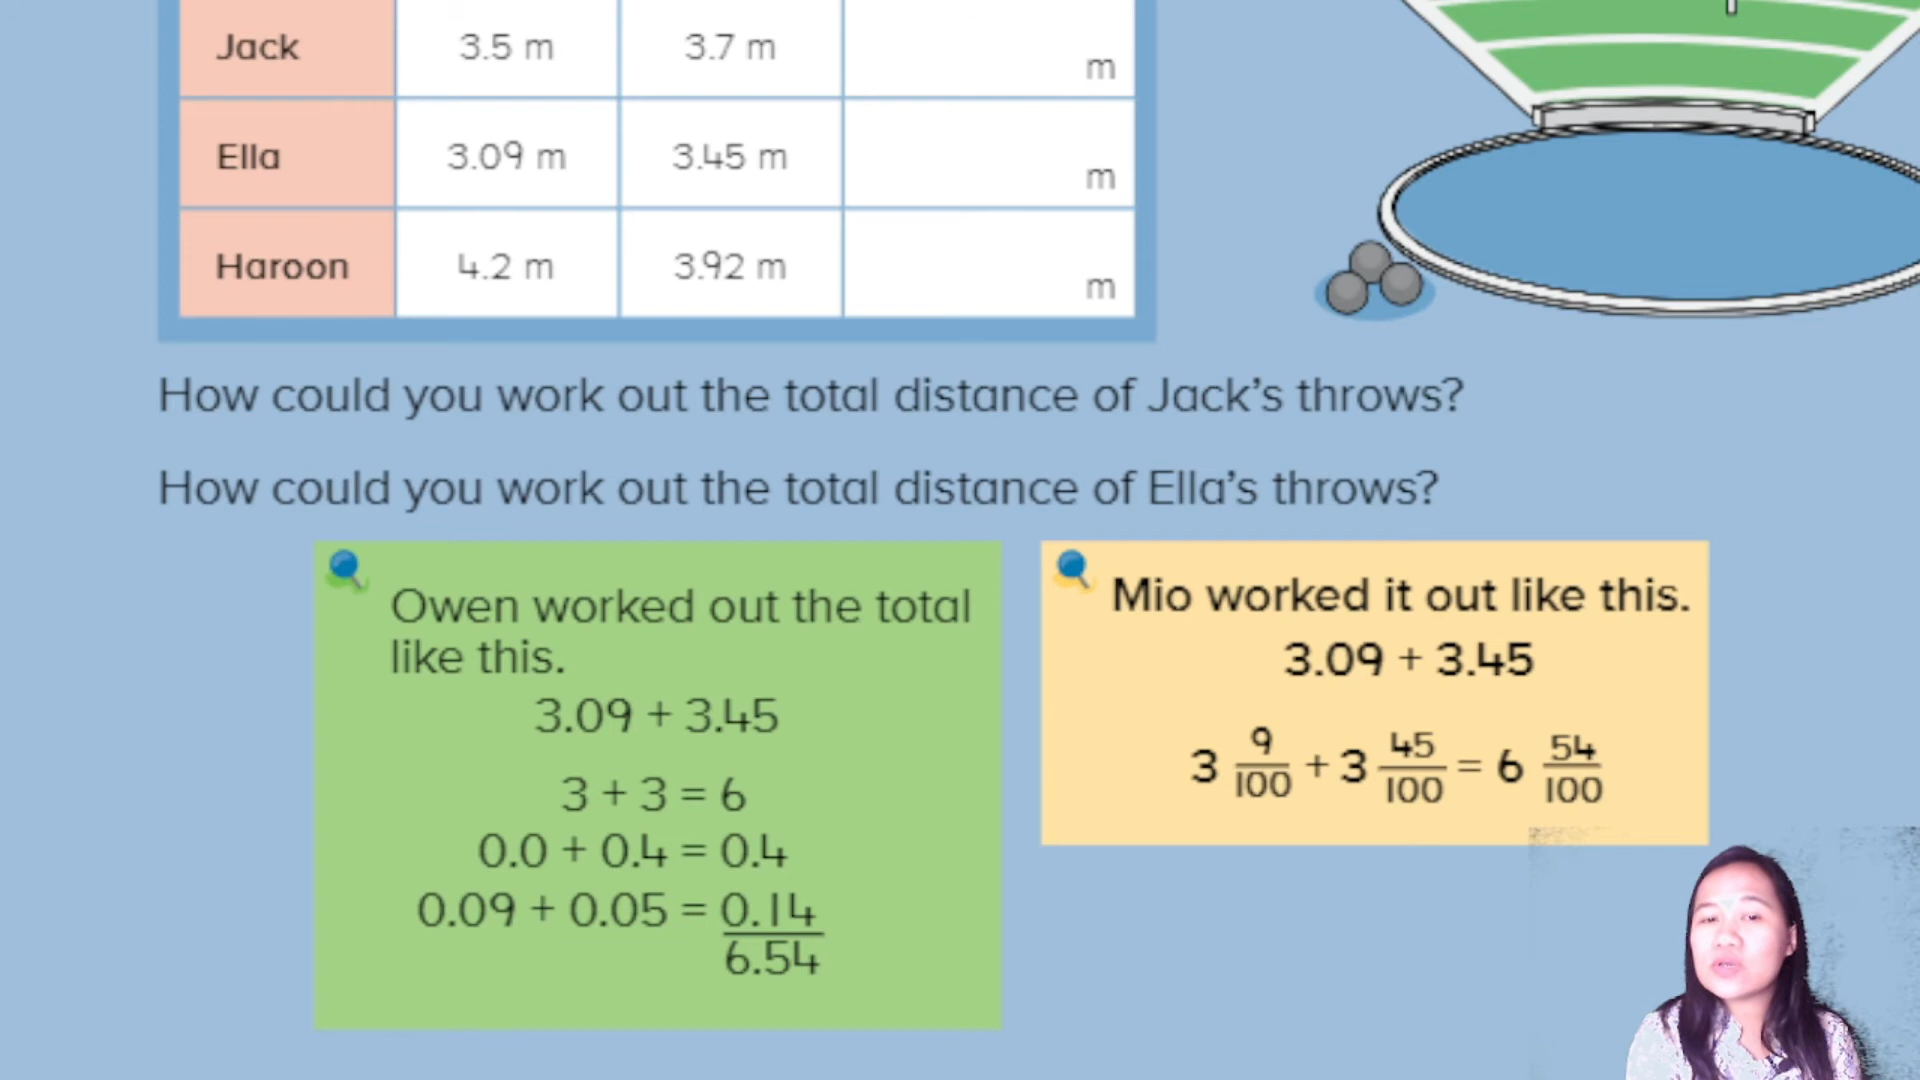 Jack 3.5 m 3.7 m m
Ella 3.09 m 3.45 m m
Haroon 4.2 m 3.92 m m
How could you work out the total distance of Jack's throws?
How could you work out the total distance of Ella's throws?
Owen worked out the total
like this.
3.09 + 3.45
3 + 3 = 6
0.0 + 0.4 = 0.4
0.09 + 0.05 = 0.14
6.54
Mio worked it out like this.
3.09 + 3.45
3 9/100 + 3 45/100 = 6 54/100